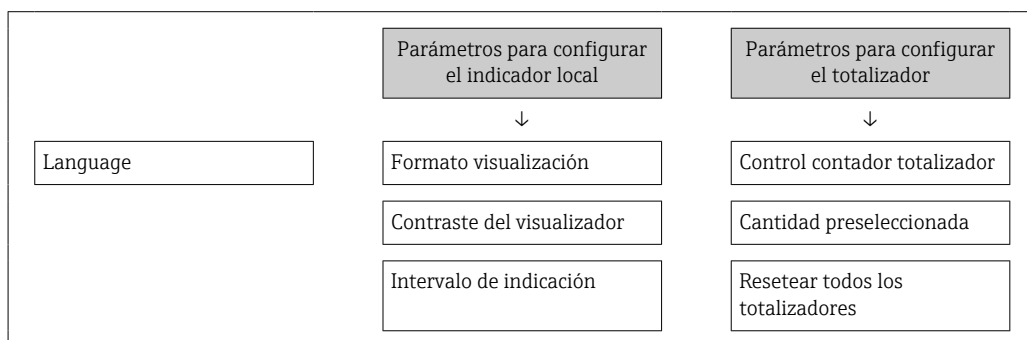 Parámetros para configurar
el indicador local
Parámetros para configurar
el totalizador
↓
↓
Language
Formato visualización
Control contador totalizador
Contraste del visualizador
Cantidad preseleccionada
Intervalo de indicación
Resetear todos los
totalizadores